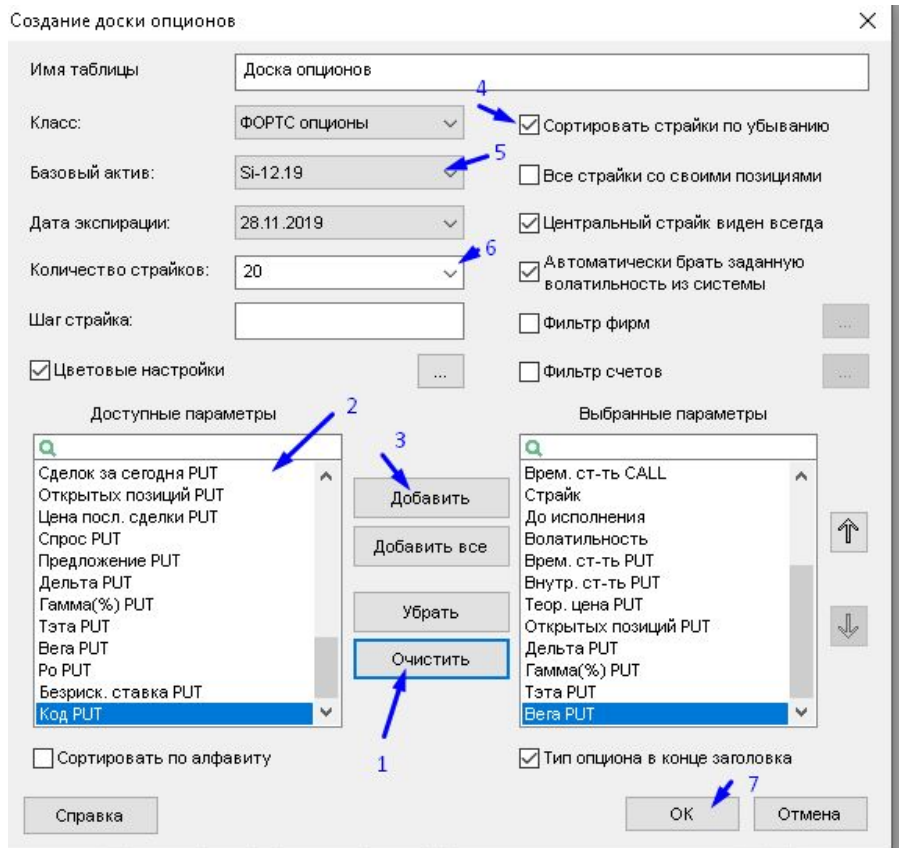 Создание доски опционов
Имя таблицы
Доска опционов
4
Класс:
ФОРТС опционы
Сортировать страйки по убыванию
Базовый актив:
Si-12.19
5
Все страйки со своими позициями
Дата экспирации:
28.11.2019
Центральный страйк виден всегда
Количество страйков:
20
6
Автоматически брать заданную
волатильность из системы
Шаг страйка:
Фильтр фирм
...
Цветовые настройки
...
Фильтр счетов
...
Доступные параметры
2
Выбранные параметры
Сделок за сегодня PUT
Открытых позиций PUT
Цена посл. сделки PUT
Спрос PUT
Предложение PUT
Дельта PUT
Гамма(%) PUT
Тэта PUT
Вега PUT
Ро PUT
Безриск. ставка PUT
Код PUT
3
Добавить
Добавить все
Убрать
Очистить
1
Врем. ст-ть CALL
Страйк
До исполнения
Волатильность
Врем. ст-ть PUT
Внутр. ст-ть PUT
Теор. цена PUT
Открытых позиций PUT
Дельта PUT
Гамма(%) PUT
Тэта PUT
Вега PUT
Сортировать по алфавиту
Тип опциона в конце заголовка
7
Справка
ОК
Отмена